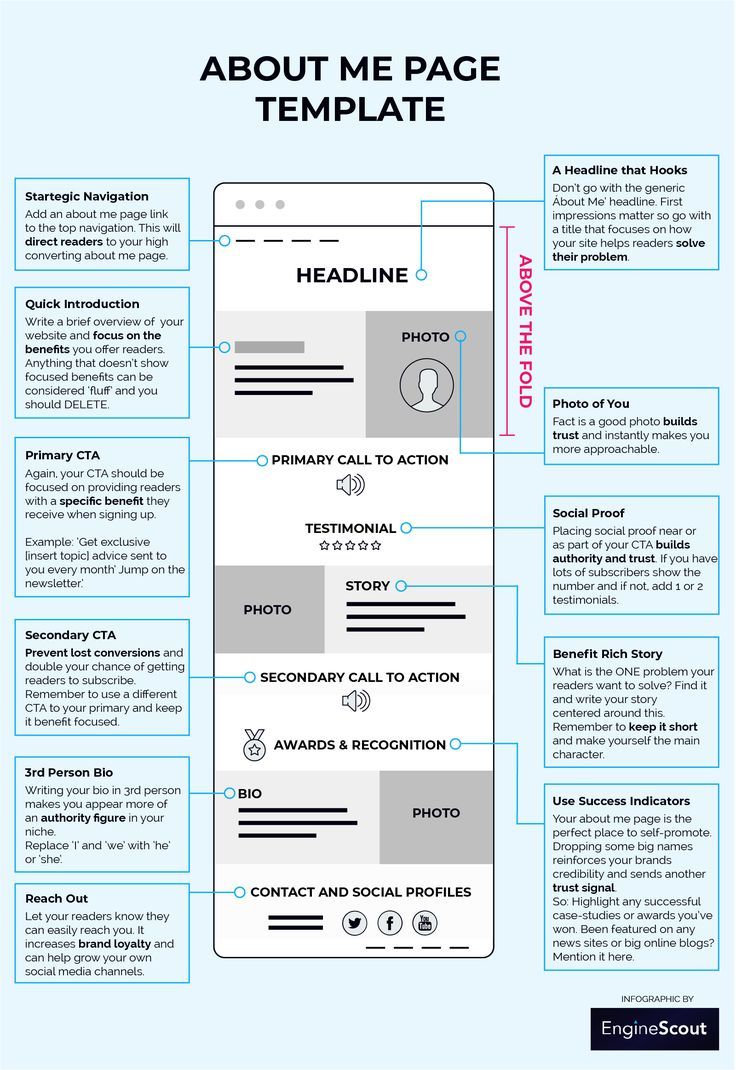 ABOUT ME PAGE
TEMPLATE
Startegic Navigation
Add an about me page link
to the top navigation. This will
direct readers to your high
converting about me page.
Quick Introduction
Write a brief overview of your
website and focus on the
benefits you offer readers.
Anything that doesn't show
focused benefits can be
considered 'fluff' and you
should DELETE.
Primary CTA
Again, your CTA should be
focused on providing readers
with a specific benefit they
receive when signing up.
Example: 'Get exclusive
[insert topic] advice sent to
you every month' Jump on the
newsletter.'
Secondary CTA
Prevent lost conversions and
double your chance of getting
readers to subscribe.
Remember to use a different
CTA to your primary and keep
it benefit focused.
3rd Person Bio
Writing your bio in 3rd person
makes you appear more of
an authority figure in your
niche.
Replace 'I' and 'we' with 'he'
or 'she'.
Reach Out
Let your readers know they
can easily reach you. It
increases brand loyalty and
can help grow your own
social media channels.
HEADLINE
PHOTO
ABOVE THE FOLD
PRIMARY CALL TO ACTION
TESTIMONIAL
PHOTO
STORY
SECONDARY CALL TO ACTION
AWARDS & RECOGNITION
BIO
PHOTO
CONTACT AND SOCIAL PROFILES
You
Tube
A Headline that Hooks
Don't go with the generic
Ábout Me' headline. First
impressions matter so go with
a title that focuses on how
your site helps readers solve
their problem.
Photo of You
Fact is a good photo builds
trust and instantly makes you
more approachable.
Social Proof
Placing social proof near or
as part of your CTA builds
authority and trust. If you have
lots of subscribers show the
number and if not, add 1 or 2
testimonials.
Benefit Rich Story
What is the ONE problem your
readers want to solve? Find it
and write your story
centered around this.
Remember to keep it short
and make yourself the main
character.
Use Success Indicators
Your about me page is the
perfect place to self-promote.
Dropping some big names
reinforces your brands
credibility and sends another
trust signal.
So: Highlight any successful
case-studies or awards you've
won. Been featured on any
news sites or big online blogs?
Mention it here.
INFOGRAPHIC BY
EngineScout